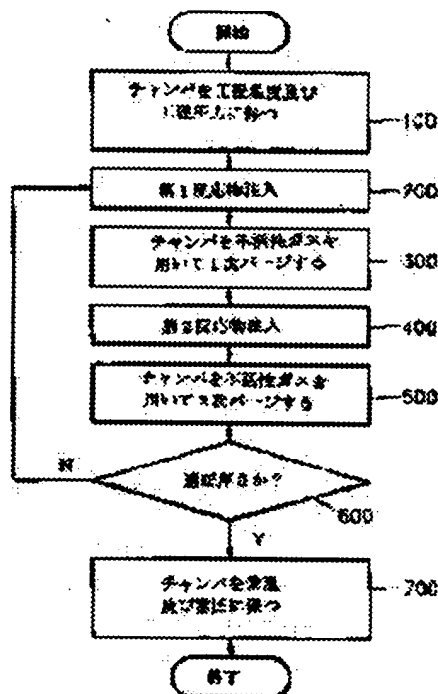 開始
チャンバを工程温度及び
工程圧力に保つ
100
第1反応物注入
200
チャンバを不活性ガスを
用いて1次パージする
300
第2反応物注入
400
チャンバを不活性ガスを
用いて2次パージする
500
適正厚さか?
600
N
Y
チャンバを常温
及び常圧に保つ
700
終了